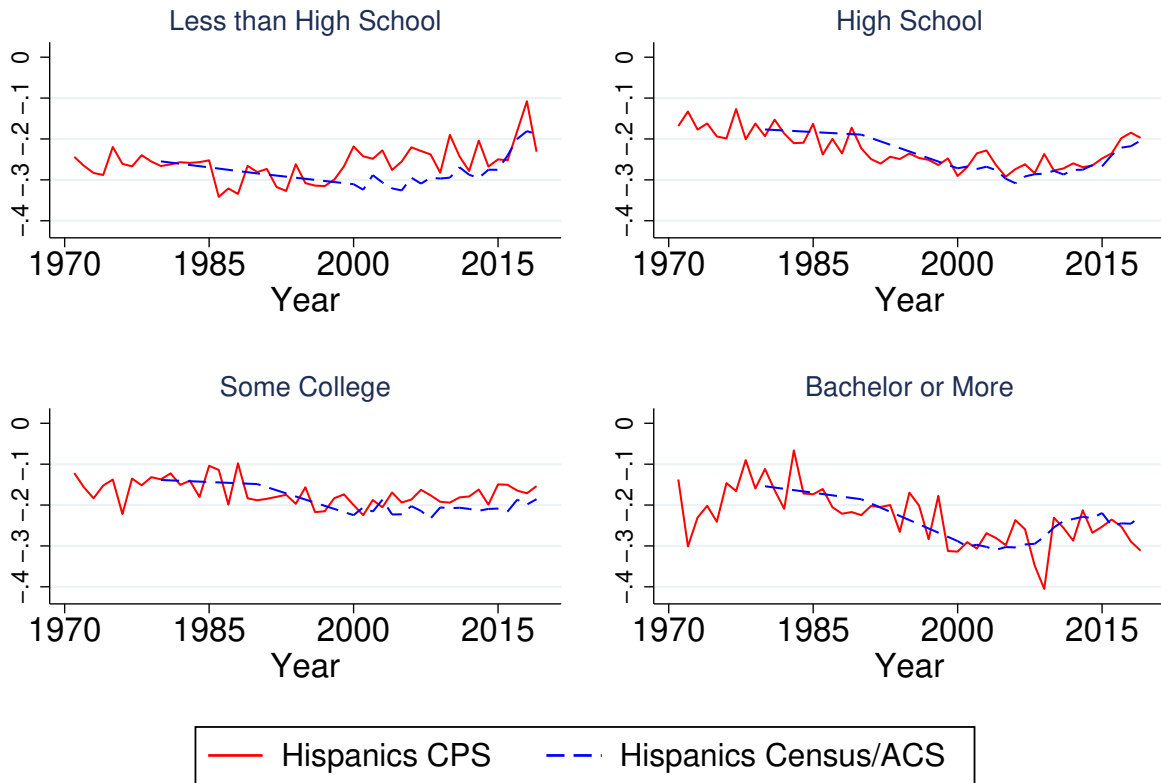 Less than High School
0
-.1
-.2
-.3
-.4
1970 1985 2000 2015
Year
High School
0
-.1
-.2
-.3
-.4
1970 1985 2000 2015
Year
Some College
0
-.1
-.2
-.3
-.4
1970 1985 2000 2015
Year
Bachelor or More
0
-.1
-.2
-.3
-.4
1970 1985 2000 2015
Year
Hispanics CPS Hispanics Census/ACS